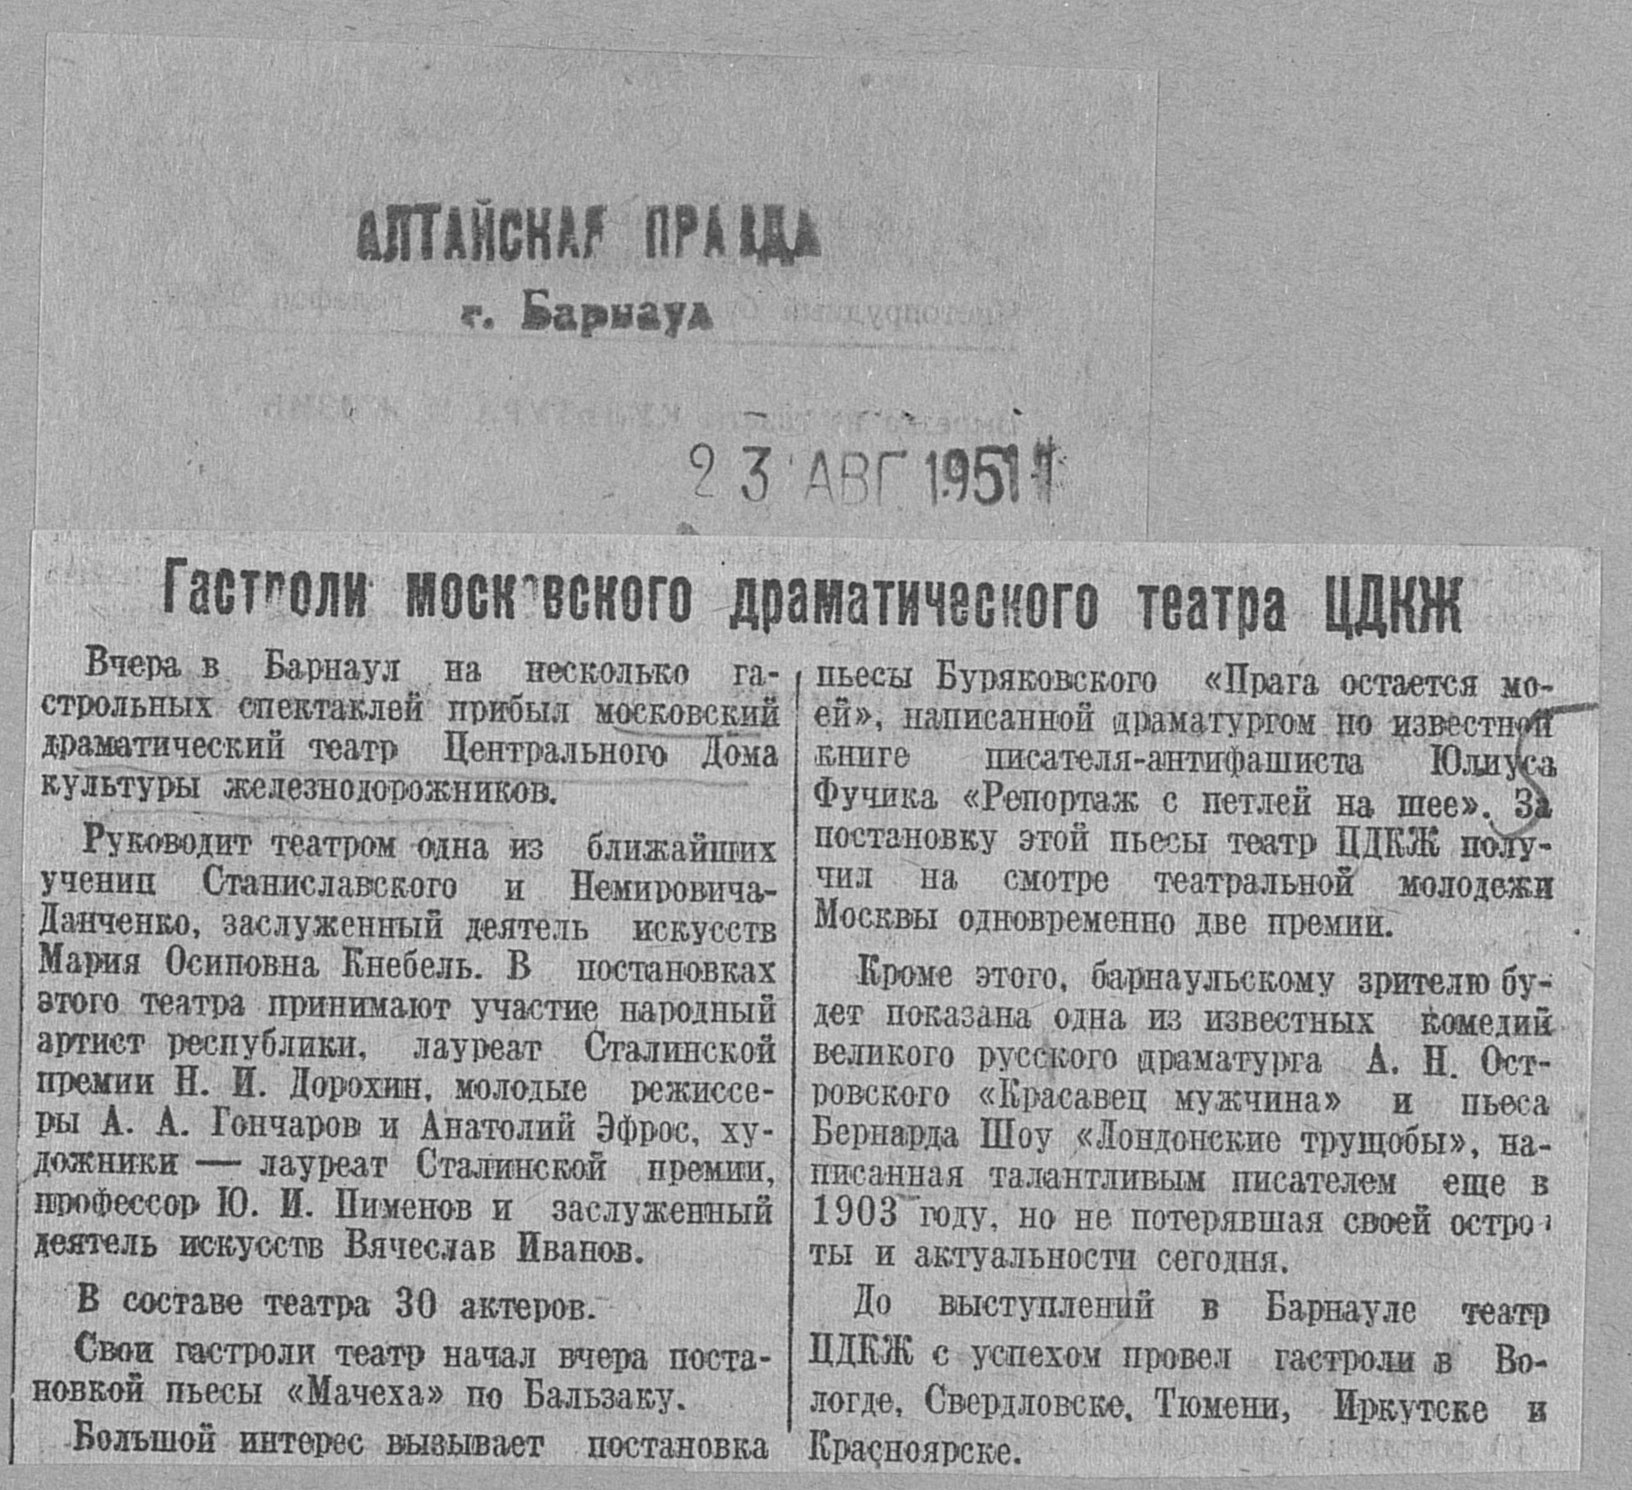 АЛТАЙСКАЯ ПРАВДА
г. Барнаул
23 АВГ 1951
Гастроли московского драматического театра ЦДКЖ
Вчера в Барнаул на несколько га-
строльных спектаклей прибыл московский
драматический театр Центрального Дома
культуры железнодорожников.
Руководит театром одна из ближайших
учениц Станиславского и Немировича-
Данченко, заслуженный деятель искусств
Мария Осиповна Кнебель. В постановках
этого театра принимают участие народный
артист республики, лауреат Сталинской
премии Н. И. Дорохин, молодые режиссе-
ры А. А. Гончаров и Анатолий Эфрос, ху-
дожники — лауреат Сталинской премии,
профессор Ю. И. Пименов и заслуженный
деятель искусств Вячеслав Иванов.
В составе театра 30 актеров.
Свои гастроли театр начал вчера поста-
новкой пьесы «Мачеха» по Бальзаку.
Большой интерес вызывает постановка
пьесы Буряковского «Прага остается мо-
ей», написанной драматургом по известной
книге писателя-антифашиста Юлиуса
Фучика «Репортаж с петлей на шее». За
постановку этой пьесы театр ЦДКЖ полу-
чил на смотре театральной молодежи
Москвы одновременно две премии.
Кроме этого, барнаульскому зрителю бу-
дет показана одна из известных комедий
великого русского драматурга А. Н. Ост-
ровского «Красавец мужчина» и пьеса
Бернарда Шоу «Лондонские трущобы», на-
писанная талантливым писателем еще в
1903 году, но не потерявшая своей остро-
ты и актуальности сегодня.
До выступлений в Барнауле театр
ЦДКЖ с успехом провел гастроли в Во-
логде, Свердловске, Тюмени, Иркутске и
Красноярске.